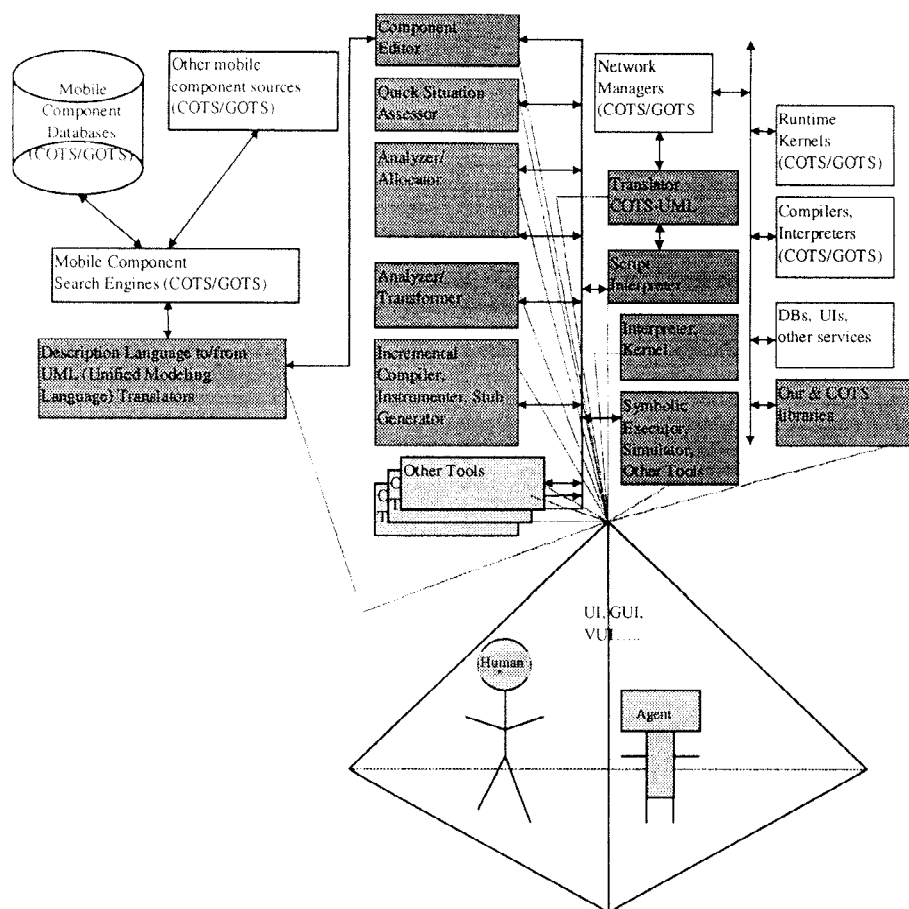 Mobile
Component
Databases
(COTS/GOTS)
Other mobile
component sources
(COTS/GOTS)
Mobile Component
Search Engines (COTS/GOTS)
Description Language to/from
UML (Unified Modeling
Language) Translators
Component
Editor
Quick Situation
Assessor
Analyzer/
Allocator
Analyzer/
Transformer
Incremental
Compiler,
Instrumenter, Stub
Generator
Other Tools
O
T
O
T
Network
Managers
(COTS/GOTS
Translator
COTS-UML
Script
Interpreter
Interpreter,
Kernel
Symbolic
Executor,
Simulator,
Other Tools
Runtime
Kernels
(COTS/GOTS)
Compilers,
Interpreters
(COTS/GOTS)
DBs, UIs,
other services
Our & COTS
libraries
UI, GUI,
VUI.....
Human
Agent